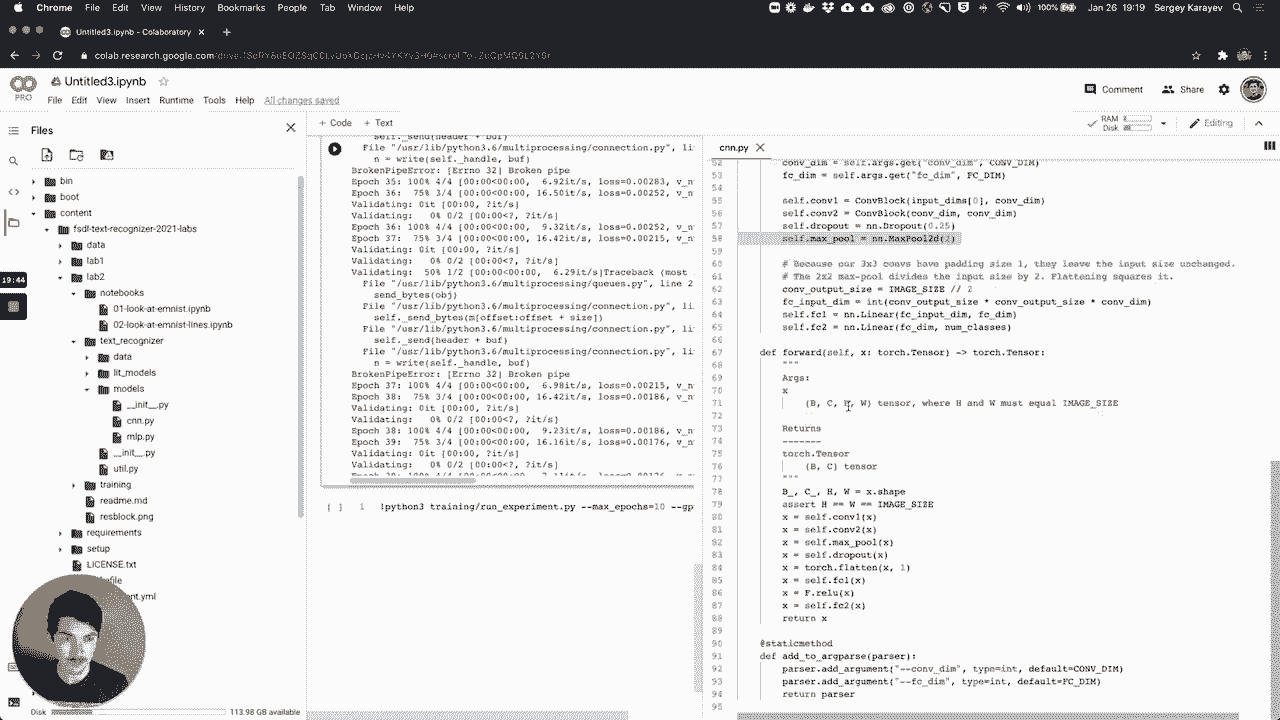 Chrome File Edit View History Bookmarks Profiles Tab Window Help 100% Jan 26 19:19 Sergey Karayev
Untitled3.ipynb - Colaboratory
colab.research.google.com
PRO
Untitled3.ipynb
File Edit View Insert Runtime Tools Help All changes saved
Comment Share
+ Code + Text
RAM
Disk
Editing
Files
bin
boot
content
fsdl-text-recognizer-2021-labs
data
lab1
lab2
notebooks
01-look-at-emnist.ipynb
02-look-at-emnist-lines.ipynb
text_recognizer
data
lit_models
models
__init__.py
cnn.py
mlp.py
__init__.py
util.py
training
readme.md
resblock.png
requirements
setup
LICENSE.txt
Disk 113.98 GB available
19:44
self._send(header + buf)
File "/usr/lib/python3.6/multiprocessing/connection.py", li
n = write(self._handle, buf)
BrokenPipeError: [Errno 32] Broken pipe
Epoch 35: 100% 4/4 [00:00<00:00, 6.92it/s, loss=0.00283, v_n
Epoch 36: 75% 3/4 [00:00<00:00, 16.50it/s, loss=0.00252, v_n
Validating: 0it [00:00, ?it/s]
Validating: 0% 0/2 [00:00<?, ?it/s]
Epoch 36: 100% 4/4 [00:00<00:00, 9.32it/s, loss=0.00252, v_n
Epoch 37: 75% 3/4 [00:00<00:00, 16.42it/s, loss=0.00215, v_n
Validating: 0it [00:00, ?it/s]
Validating: 0% 0/2 [00:00<?, ?it/s]
Validating: 50% 1/2 [00:00<00:00, 6.29it/s]Traceback (most
File "/usr/lib/python3.6/multiprocessing/queues.py", line 2
send_bytes(obj)
File "/usr/lib/python3.6/multiprocessing/connection.py", li
self._send_bytes(m[offset:offset + size])
File "/usr/lib/python3.6/multiprocessing/connection.py", li
self._send(header + buf)
File "/usr/lib/python3.6/multiprocessing/connection.py", li
n = write(self._handle, buf)
BrokenPipeError: [Errno 32] Broken pipe
Epoch 37: 100% 4/4 [00:00<00:00, 6.98it/s, loss=0.00215, v_n
Epoch 38: 75% 3/4 [00:00<00:00, 16.42it/s, loss=0.00186, v_n
Validating: 0it [00:00, ?it/s]
Validating: 0% 0/2 [00:00<?, ?it/s]
Epoch 38: 100% 4/4 [00:00<00:00, 9.23it/s, loss=0.00186, v_n
Epoch 39: 75% 3/4 [00:00<00:00, 16.16it/s, loss=0.00176, v_n
Validating: 0it [00:00, ?it/s]
Validating: 0% 0/2 [00:00<?, ?it/s]
[ ] 1 !python3 training/run_experiment.py --max_epochs=10 --gp
cnn.py
52 conv_dim = self.args.get("conv_dim", CONV_DIM)
53 fc_dim = self.args.get("fc_dim", FC_DIM)
54
55 self.conv1 = ConvBlock(input_dims[0], conv_dim)
56 self.conv2 = ConvBlock(conv_dim, conv_dim)
57 self.dropout = nn.Dropout(0.25)
58 self.max_pool = nn.MaxPool2d(2)
59
60 # Because our 3x3 convs have padding size 1, they leave the input size unchanged.
61 # The 2x2 max-pool divides the input size by 2. Flattening squares it.
62 conv_output_size = IMAGE_SIZE // 2
63 fc_input_dim = int(conv_output_size * conv_output_size * conv_dim)
64 self.fc1 = nn.Linear(fc_input_dim, fc_dim)
65 self.fc2 = nn.Linear(fc_dim, num_classes)
66
67 def forward(self, x: torch.Tensor) -> torch.Tensor:
68 """
69 Args:
70 x
71 (B, C, H, W) tensor, where H and W must equal IMAGE_SIZE
72
73 Returns
74 -------
75 torch.Tensor
76 (B, C) tensor
77 """
78 B_, C_, H, W = x.shape
79 assert H == W == IMAGE_SIZE
80 x = self.conv1(x)
81 x = self.conv2(x)
82 x = self.max_pool(x)
83 x = self.dropout(x)
84 x = torch.flatten(x, 1)
85 x = self.fc1(x)
86 x = F.relu(x)
87 x = self.fc2(x)
88 return x
89
90 @staticmethod
91 def add_to_argparse(parser):
92 parser.add_argument("--conv_dim", type=int, default=CONV_DIM)
93 parser.add_argument("--fc_dim", type=int, default=FC_DIM)
94 return parser
95